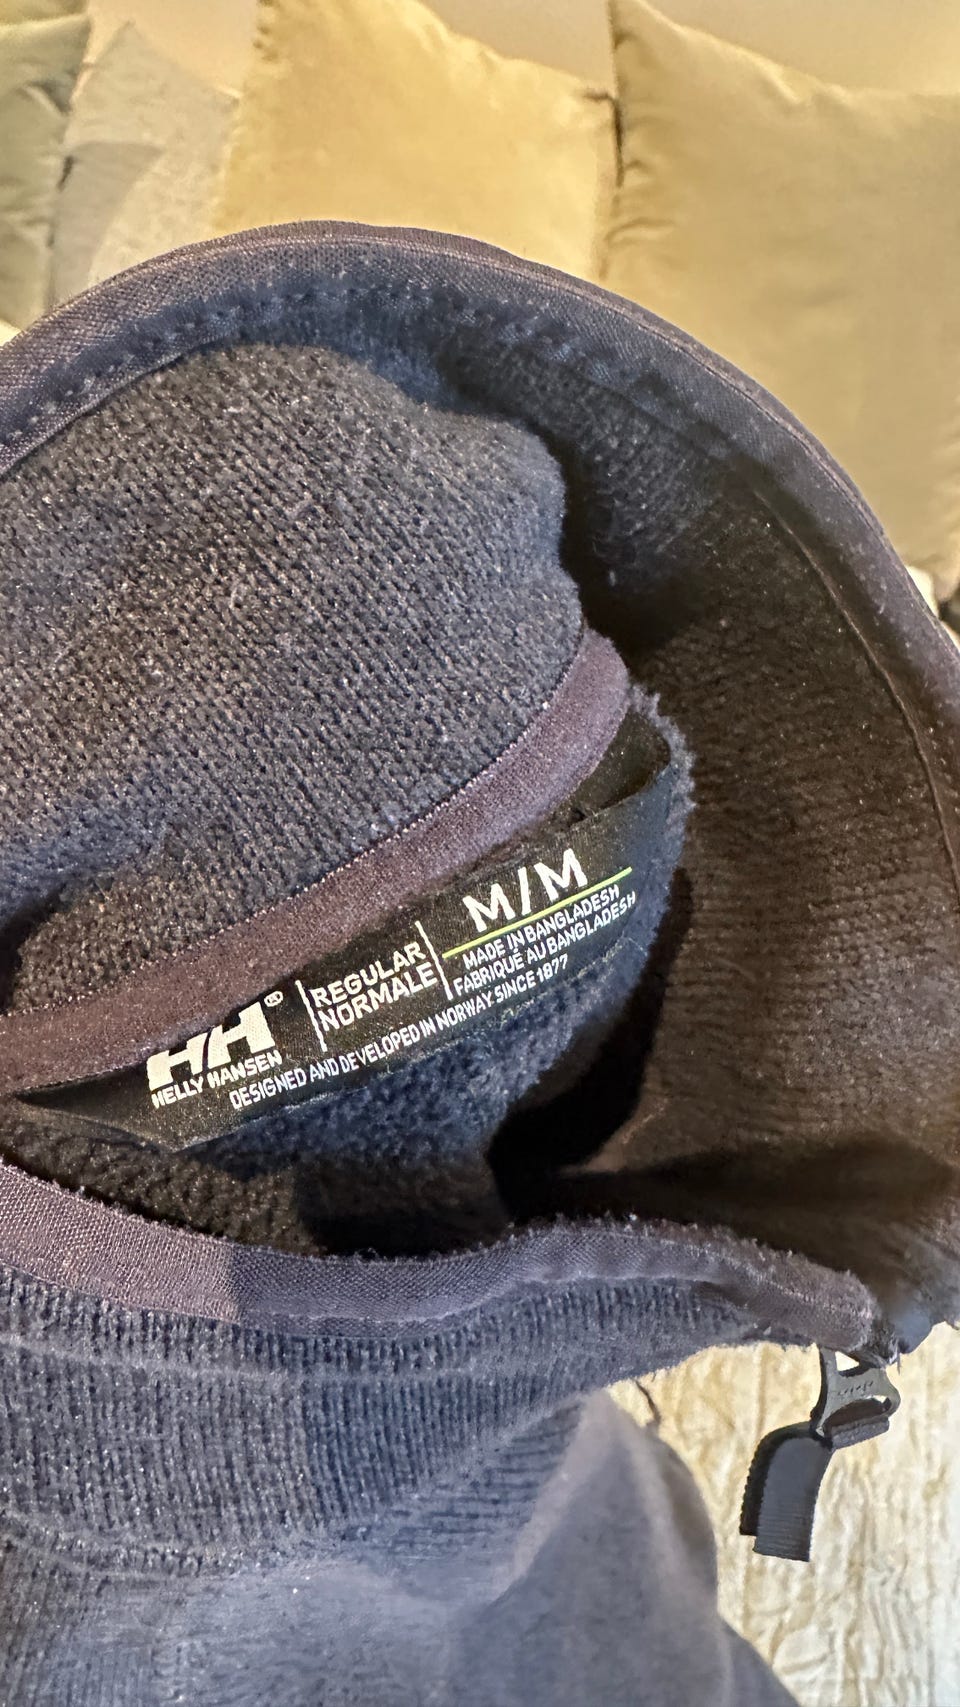 HH®
HELLY HANSEN
REGULAR
NORMALE
M/M
MADE IN BANGLADESH
FABRIQUÉ AU BANGLADESH
DESIGNED AND DEVELOPED IN NORWAY. SINCE 1877